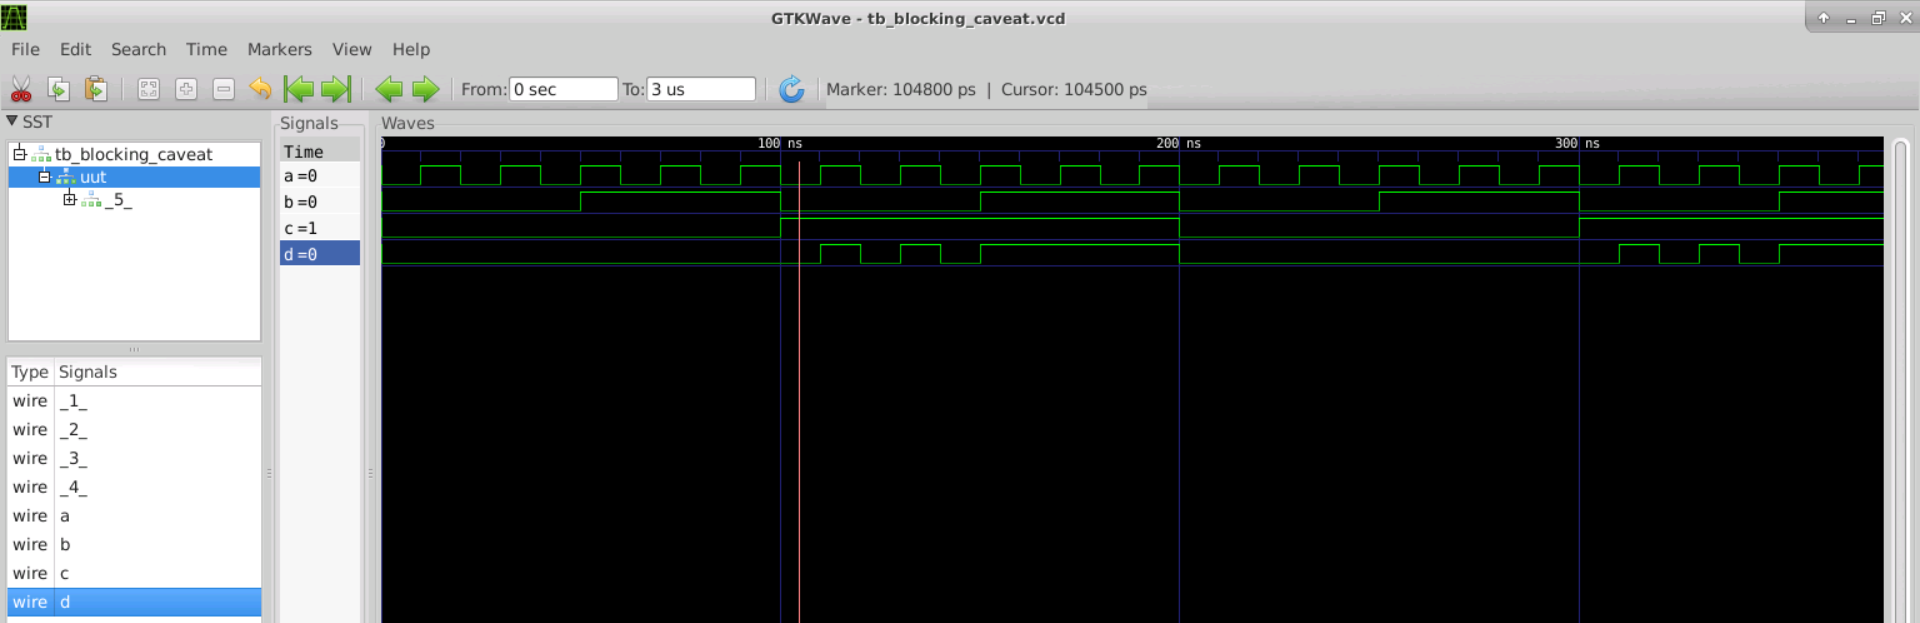 GTKWave - tb_blocking_caveat.vcd
File Edit Search Time Markers View Help
From: 0 sec To: 3 us Marker: 104800 ps | Cursor: 104500 ps
SST
tb_blocking_caveat
uut
_5_
Type Signals
wire _1_
wire _2_
wire _3_
wire _4_
wire a
wire b
wire c
wire d
Signals
Time
a=0
b=0
c=1
d=0
Waves
0 100 ns 200 ns 300 ns